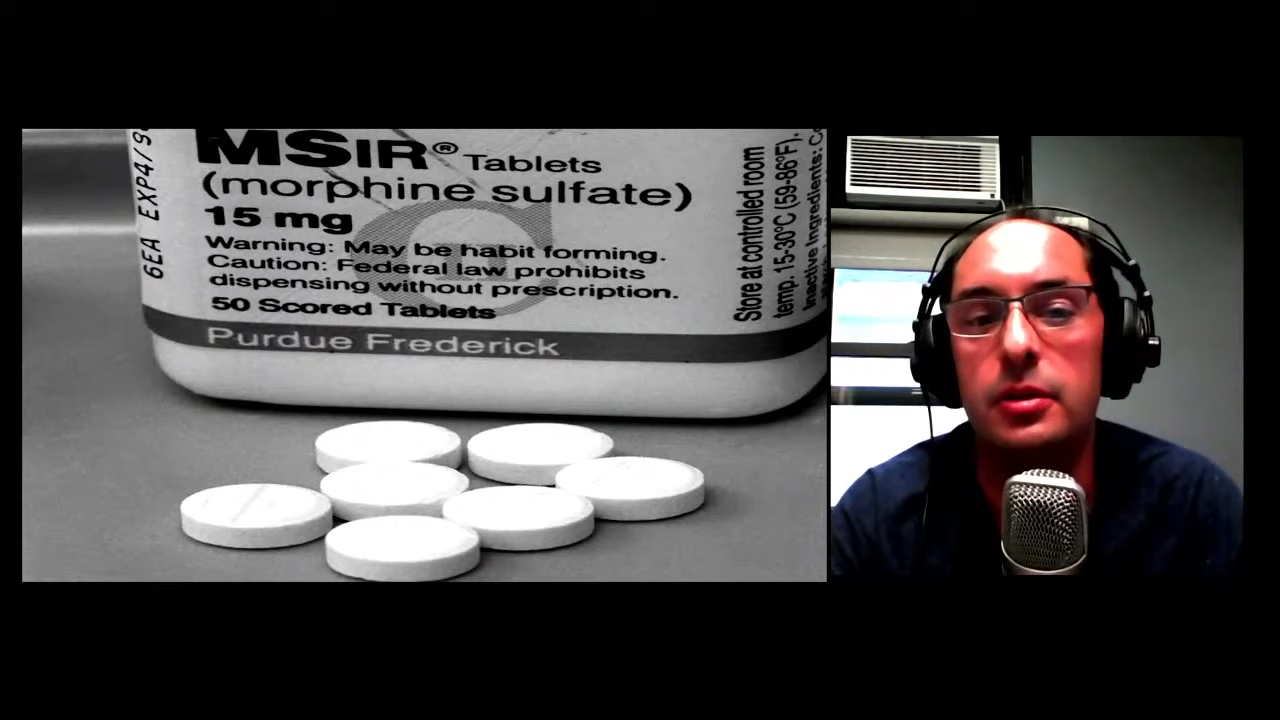 MSIR® Tablets
(morphine sulfate)
15 mg
Warning: May be habit forming.
Caution: Federal law prohibits
dispensing without prescription.
50 Scored Tablets
Purdue Frederick
6EA EXP4/9
Store at controlled room
temp. 15-30°C (59-86°F).
Inactive Ingredients: